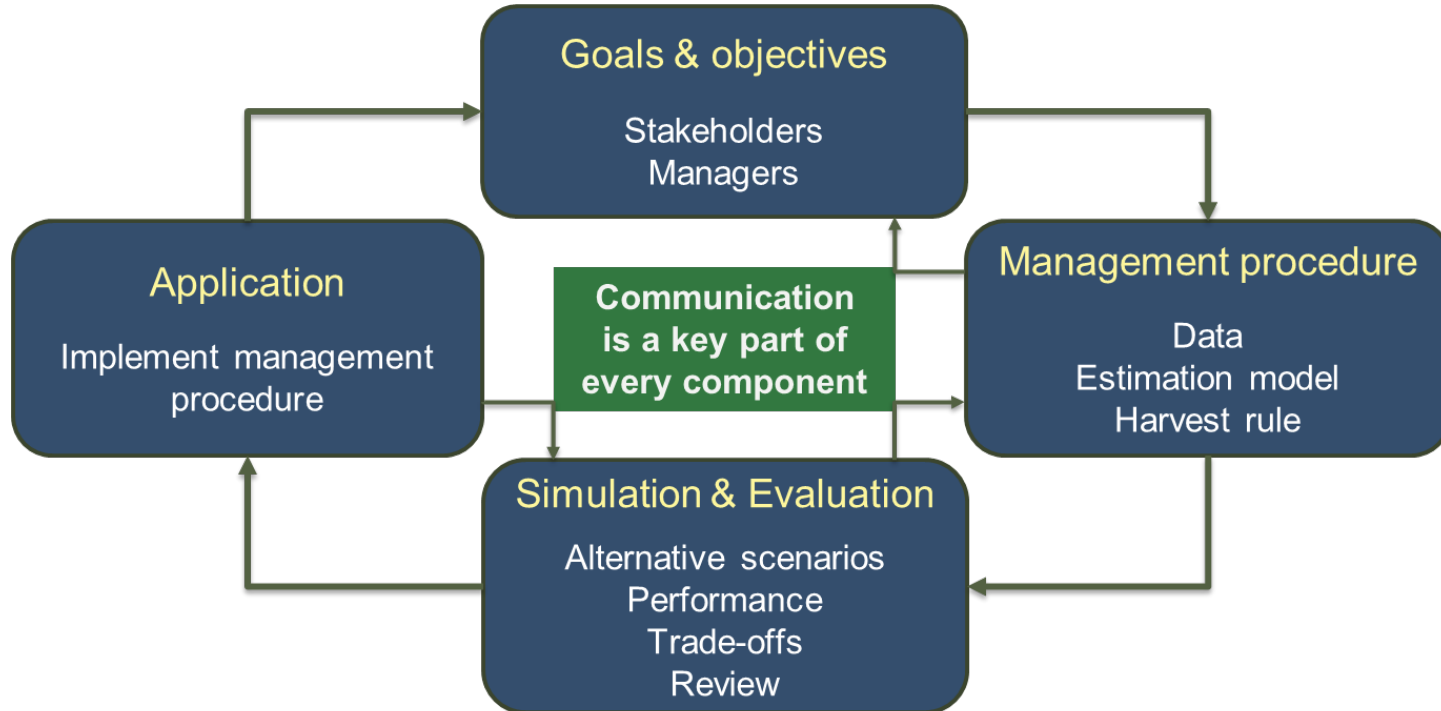 Goals & objectives
Stakeholders
Managers
Application
Implement management
procedure
Communication
is a key part of
every component
Management procedure
Data
Estimation model
Harvest rule
Simulation & Evaluation
Alternative scenarios
Performance
Trade-offs
Review